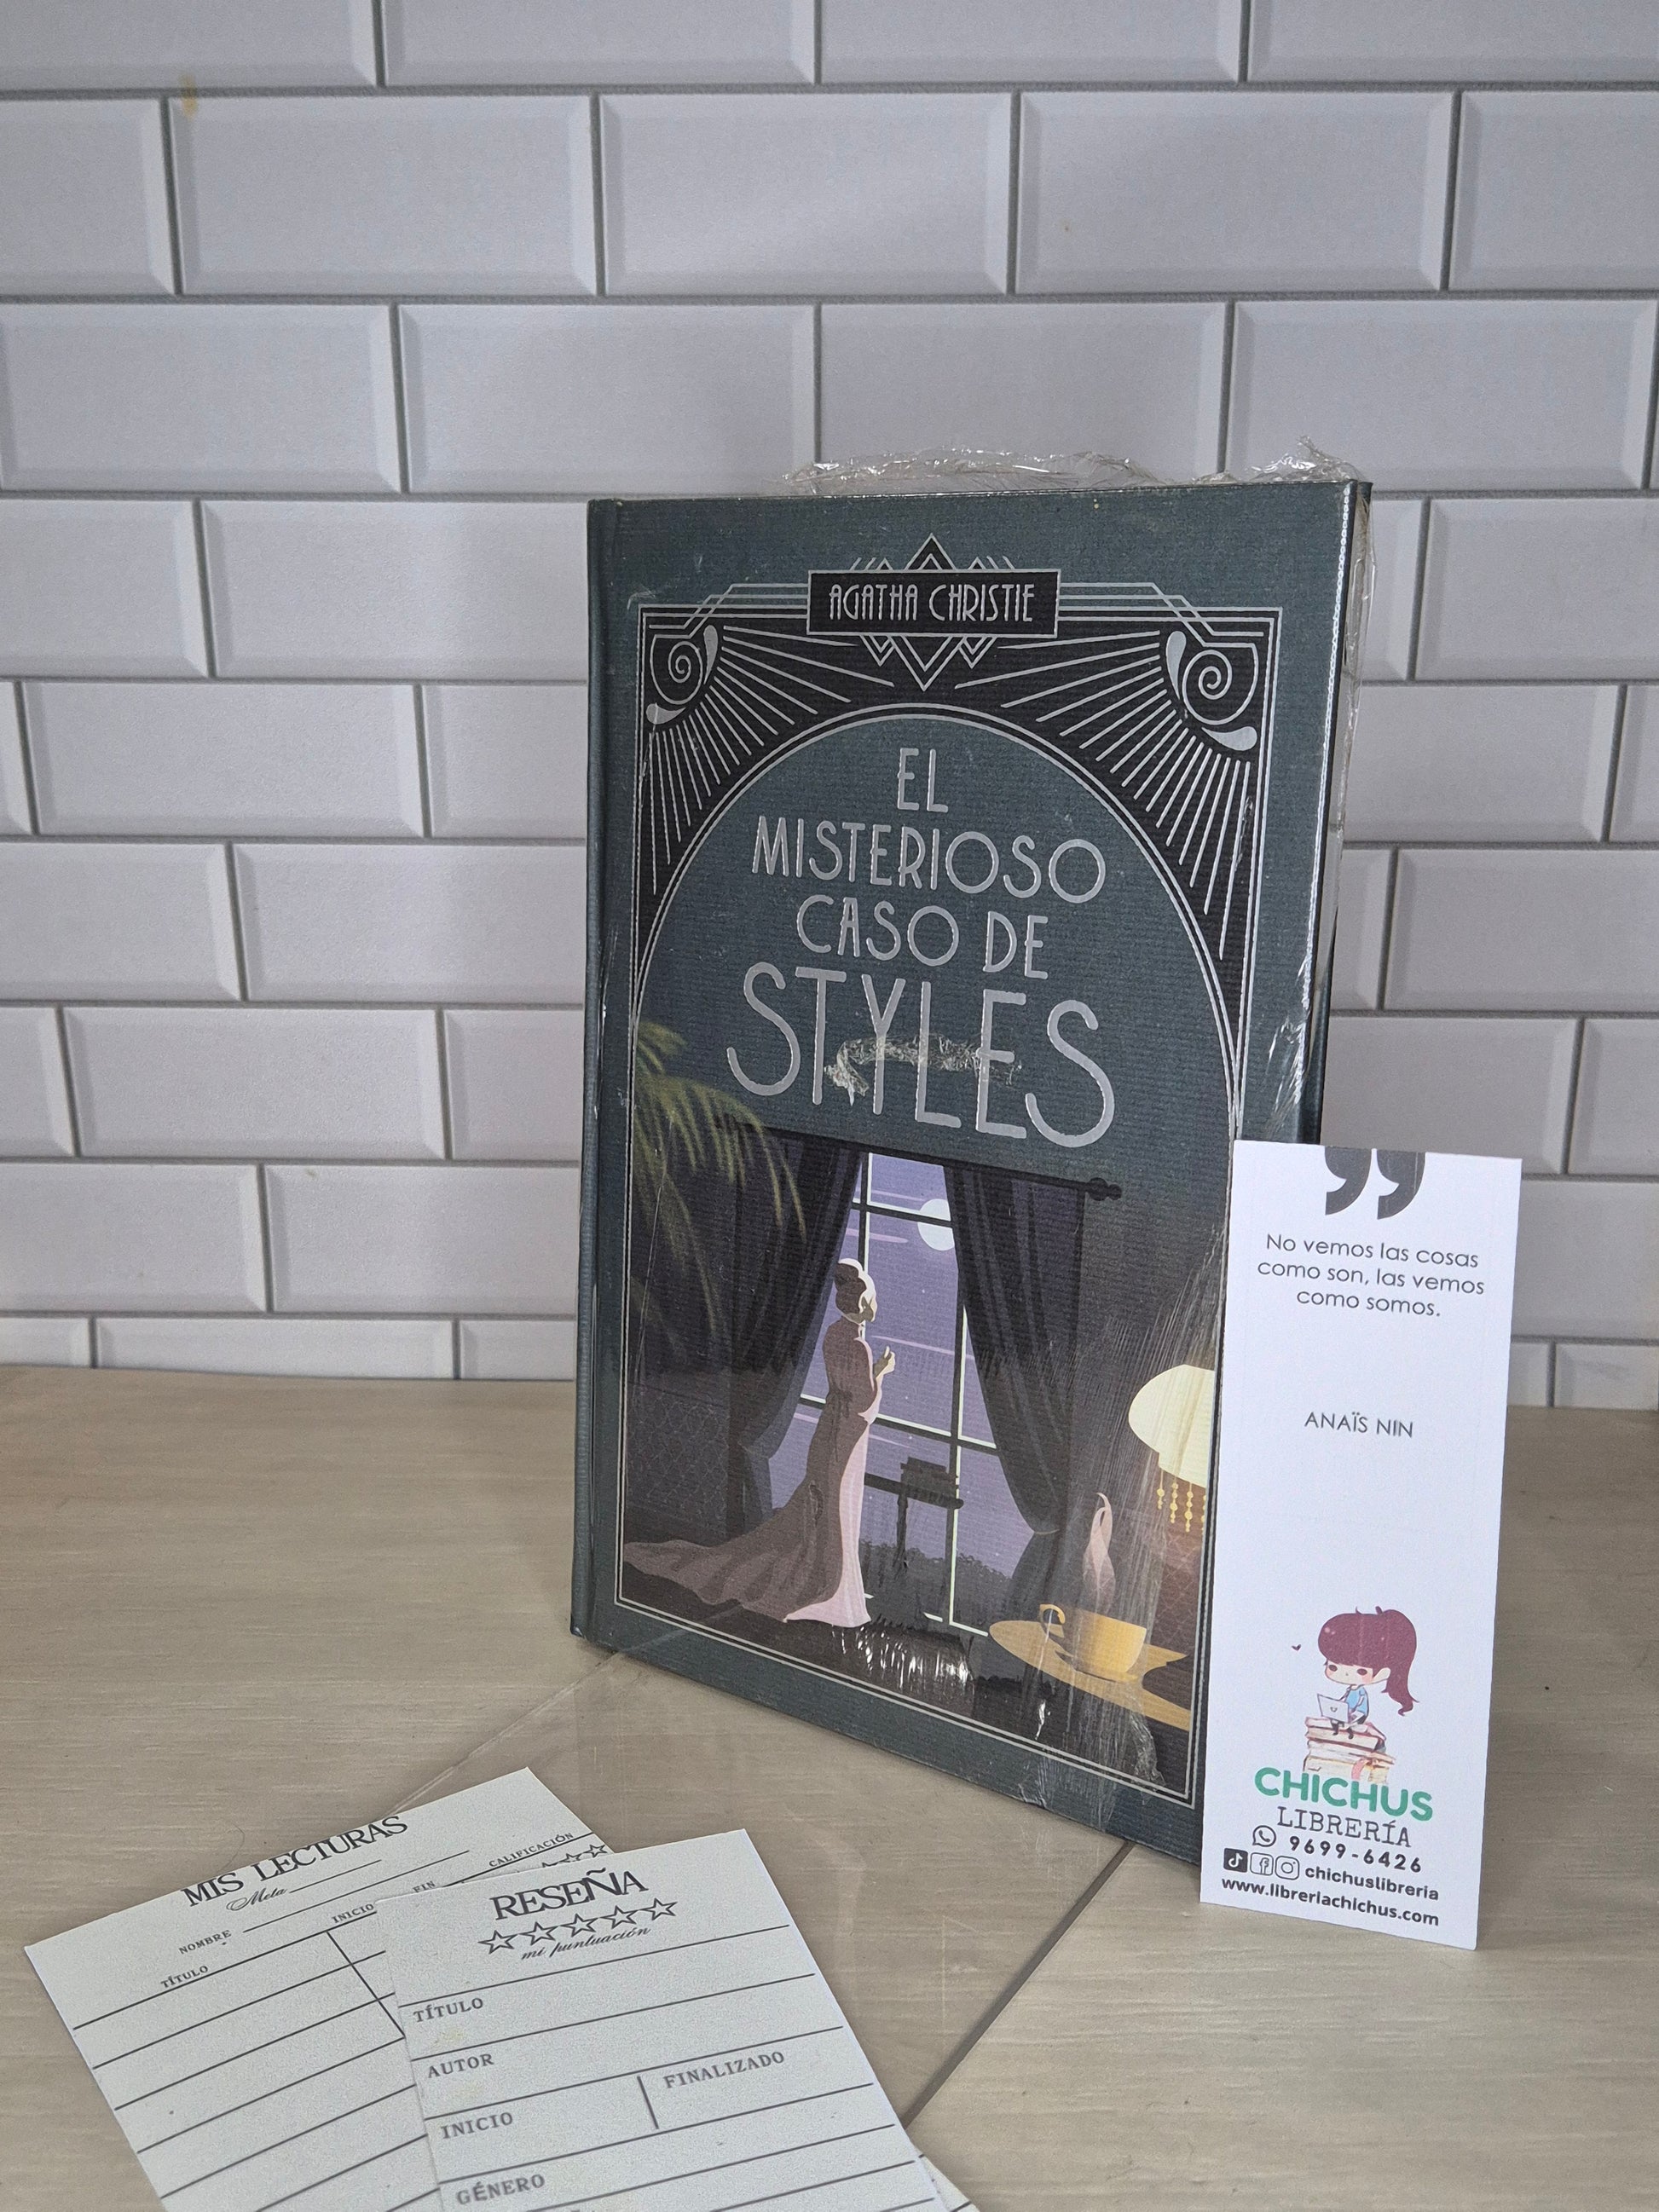 AGATHA CHRISTIE
EL
MISTERIOSO
CASO DE
STYLES
”
No vemos las cosas
como son, las vemos
como somos.
ANAÏS NIN
CHICHUS
LIBRERÍA
9699-6426
chichuslibreria
www.libreriachichus.com
MIS LECTURAS
Meta
NOMBRE
TÍTULO
INICIO
FIN
CALIFICACIÓN
RESEÑA
mi puntuación
TÍTULO
AUTOR
INICIO
FINALIZADO
GÉNERO